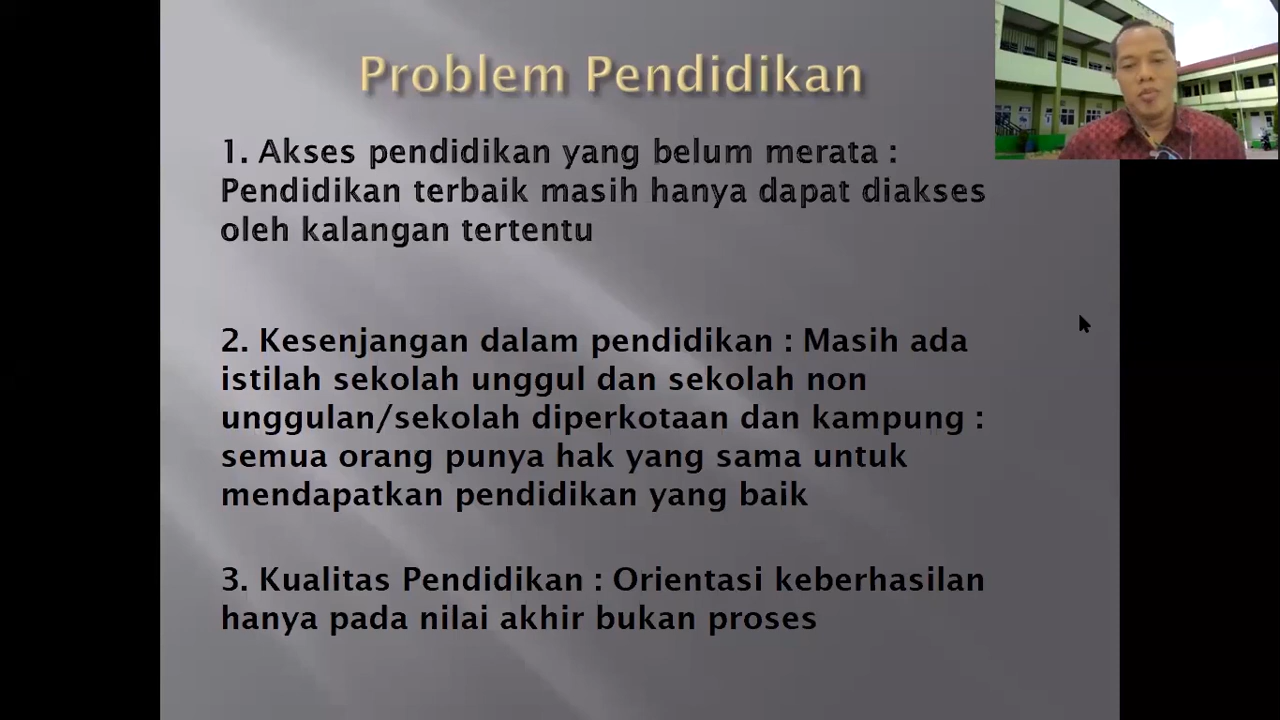 Problem Pendidikan
1. Akses pendidikan yang belum merata :
Pendidikan terbaik masih hanya dapat diakses
oleh kalangan tertentu
2. Kesenjangan dalam pendidikan : Masih ada
istilah sekolah unggul dan sekolah non
unggulan/sekolah diperkotaan dan kampung :
semua orang punya hak yang sama untuk
mendapatkan pendidikan yang baik
3. Kualitas Pendidikan : Orientasi keberhasilan
hanya pada nilai akhir bukan proses